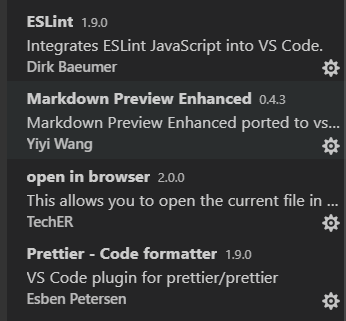 ESLint 1.9.0
Integrates ESLint JavaScript into VS Code.
Dirk Baeumer
Markdown Preview Enhanced 0.4.3
Markdown Preview Enhanced ported to vs...
Yiyi Wang
open in browser 2.0.0
This allows you to open the current file in ...
TechER
Prettier - Code formatter 1.9.0
VS Code plugin for prettier/prettier
Esben Petersen